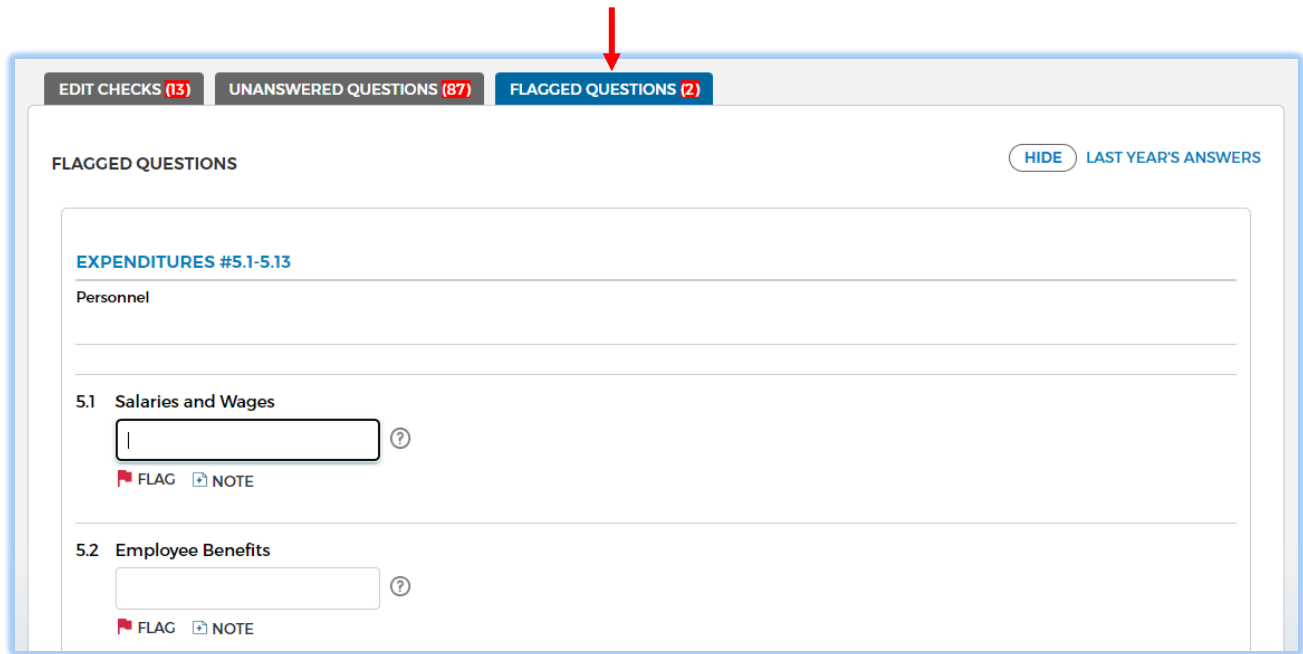 EDIT CHECKS (13) UNANSWERED QUESTIONS (87) FLAGGED QUESTIONS (2)
FLAGGED QUESTIONS HIDE LAST YEAR'S ANSWERS
EXPENDITURES #5.1-5.13
Personnel
5.1 Salaries and Wages
?
FLAG NOTE
5.2 Employee Benefits
?
FLAG NOTE